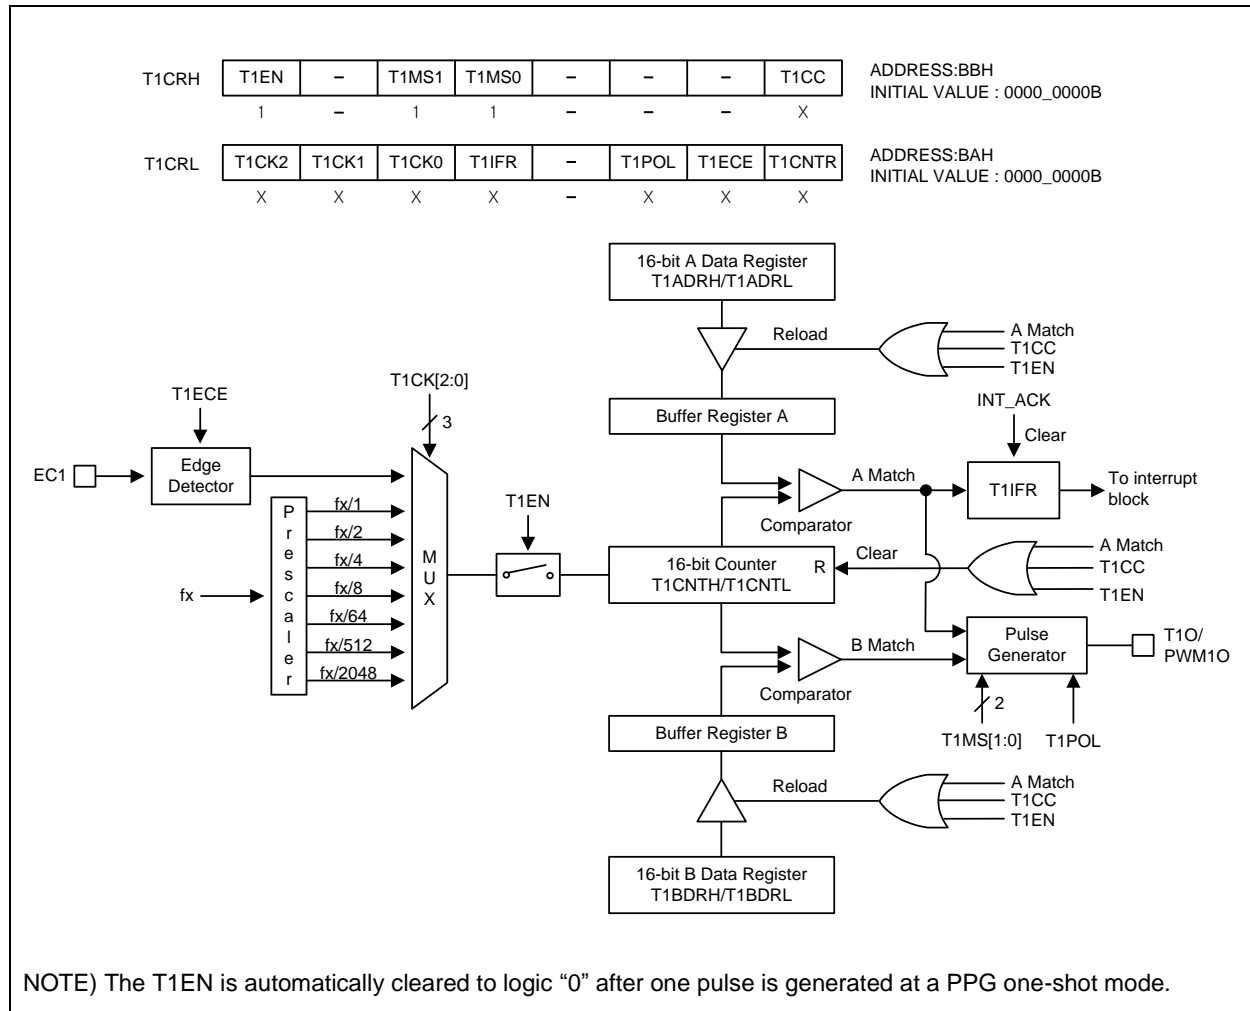 T1CRH T1EN – T1MS1 T1MS0 – – – T1CC ADDRESS:BBH
INITIAL VALUE : 0000_0000B
1 – 1 1 – – – X
T1CRL T1CK2 T1CK1 T1CK0 T1IFR – T1POL T1ECE T1CNTR ADDRESS:BAH
INITIAL VALUE : 0000_0000B
X X X X – X X X
16-bit A Data Register
T1ADRH/T1ADRL
Reload
A Match
T1CC
T1EN
T1CK[2:0]
3
T1ECE
Buffer Register A
INT_ACK
Clear
EC1
Edge
Detector
A Match
T1IFR
To interrupt
block
Comparator
Prescaler
fx
fx/1
fx/2
fx/4
fx/8
fx/64
fx/512
fx/2048
MUX
T1EN
16-bit Counter
T1CNTH/T1CNTL
R
Clear
A Match
T1CC
T1EN
B Match
Comparator
Pulse
Generator
T1O/
PWM1O
2
T1MS[1:0]
T1POL
Buffer Register B
Reload
A Match
T1CC
T1EN
16-bit B Data Register
T1BDRH/T1BDRL
NOTE) The T1EN is automatically cleared to logic “0” after one pulse is generated at a PPG one-shot mode.